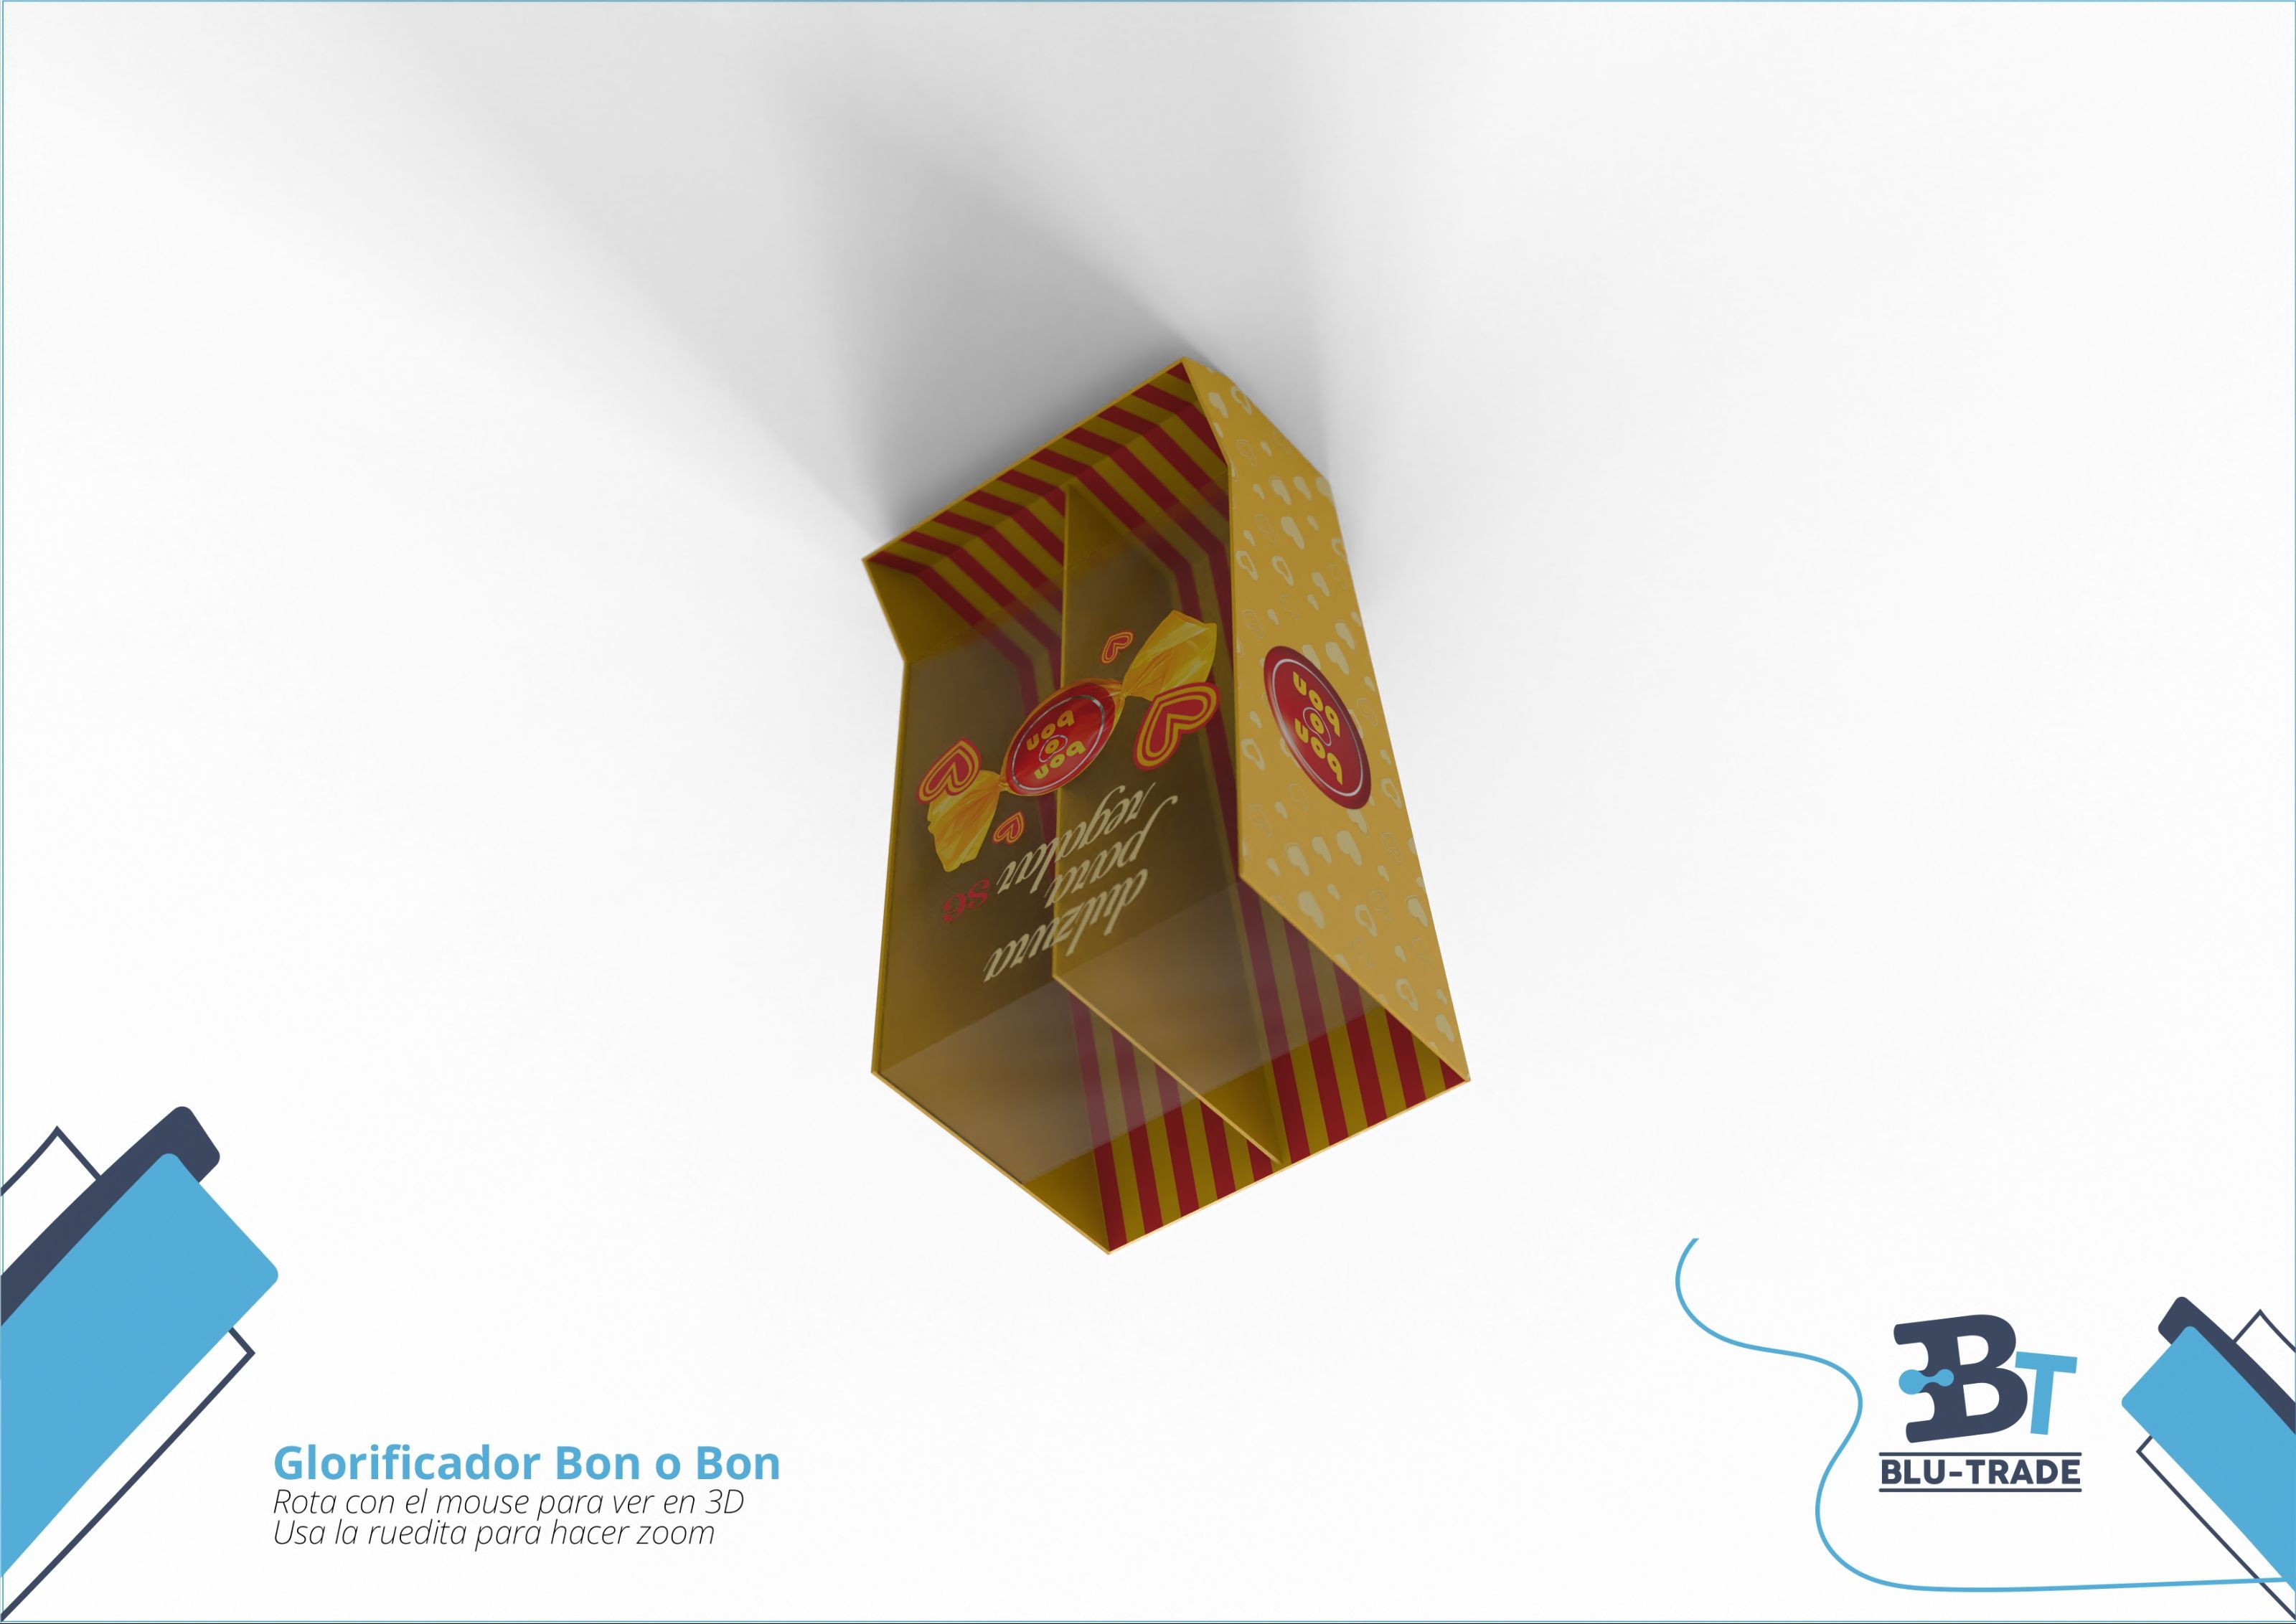 bon
o
bon
bon
o
bon
dulzura
para
regalarse
Glorificador Bon o Bon
Rota con el mouse para ver en 3D
Usa la ruedita para hacer zoom
BT
BLU-TRADE